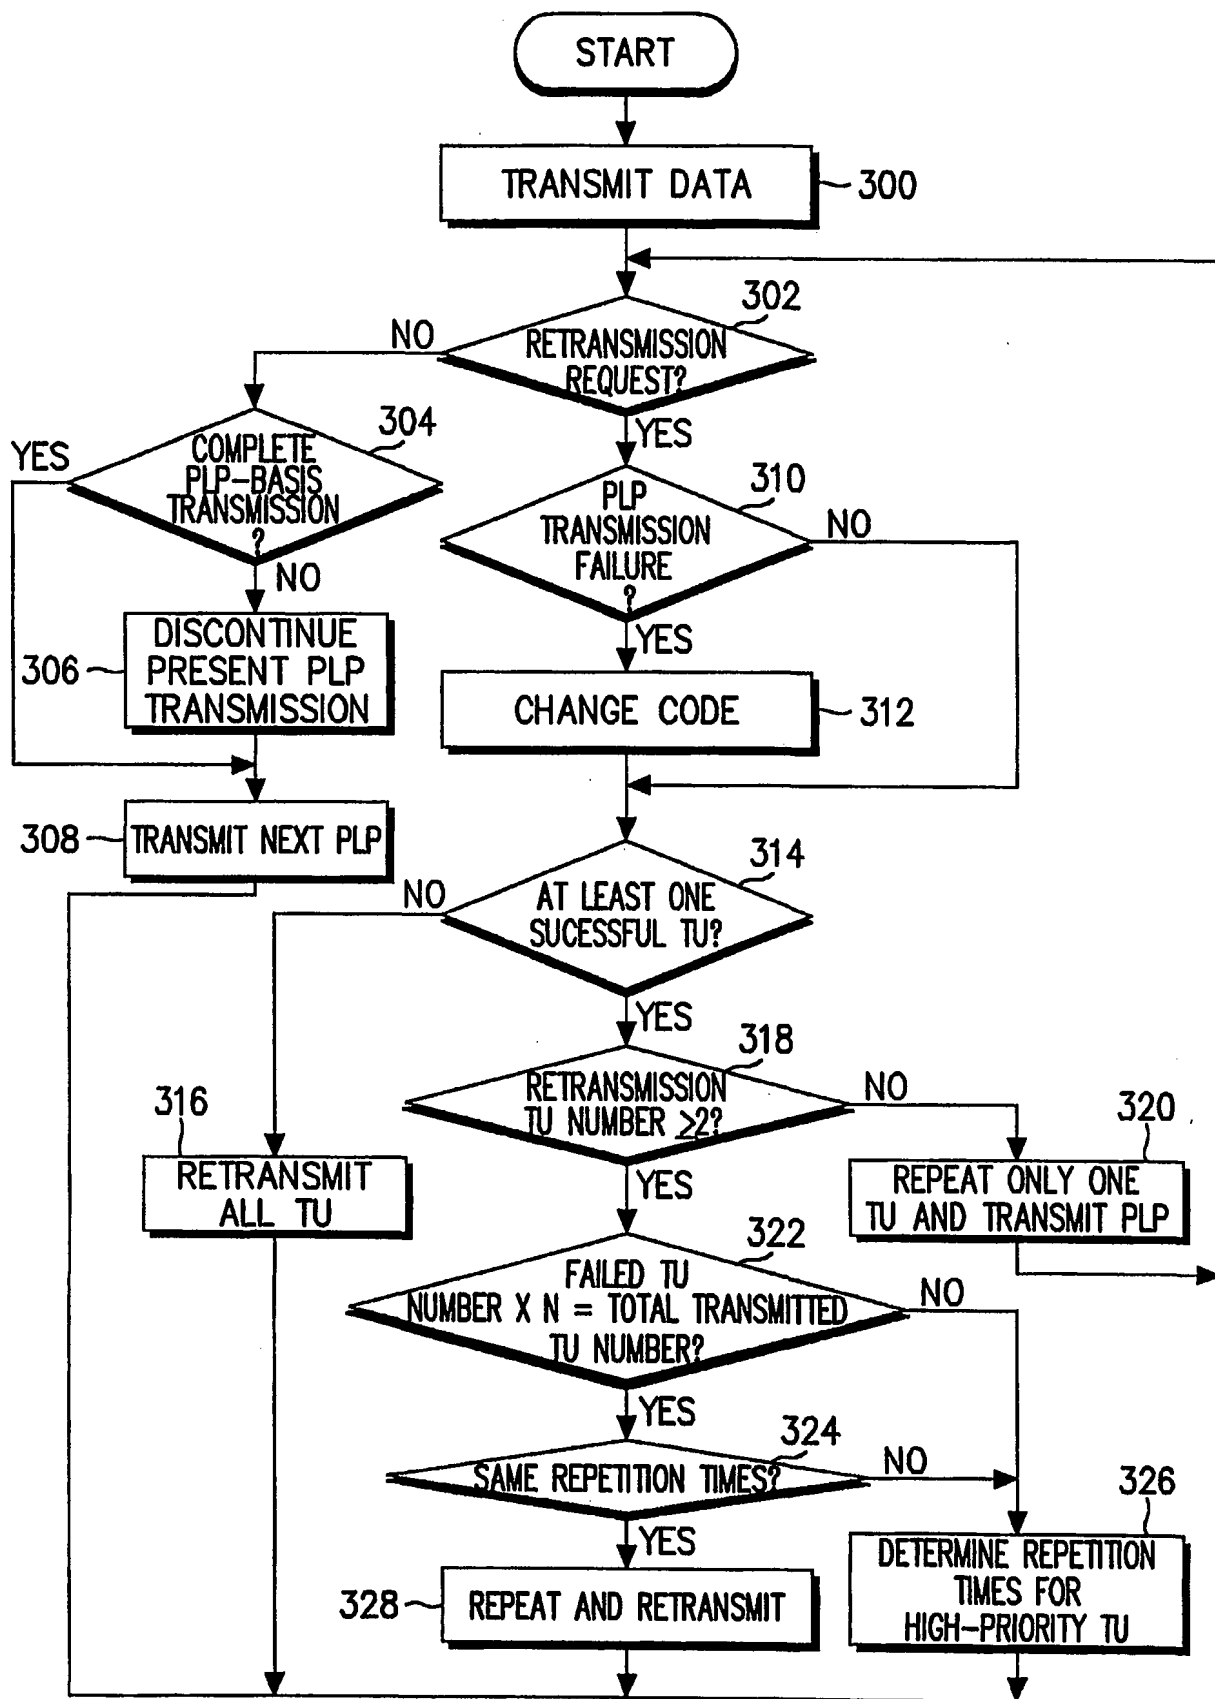 START
TRANSMIT DATA
300
302
RETRANSMISSION
REQUEST?
NO
YES
304
COMPLETE
PLP-BASIS
TRANSMISSION
?
YES
NO
310
PLP
TRANSMISSION
FAILURE
?
NO
YES
306
DISCONTINUE
PRESENT PLP
TRANSMISSION
CHANGE CODE
312
308
TRANSMIT NEXT PLP
314
AT LEAST ONE
SUCESSFUL TU?
NO
YES
318
RETRANSMISSION
TU NUMBER ≥2?
NO
YES
316
RETRANSMIT
ALL TU
320
REPEAT ONLY ONE
TU AND TRANSMIT PLP
322
FAILED TU
NUMBER X N = TOTAL TRANSMITTED
TU NUMBER?
NO
YES
324
SAME REPETITION TIMES?
NO
YES
326
DETERMINE REPETITION
TIMES FOR
HIGH-PRIORITY TU
328
REPEAT AND RETRANSMIT